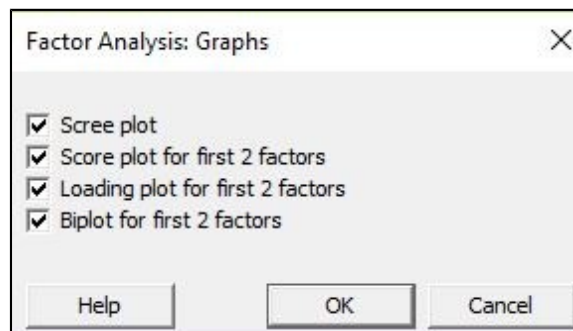 Factor Analysis: Graphs
Scree plot
Score plot for first 2 factors
Loading plot for first 2 factors
Biplot for first 2 factors
Help OK Cancel